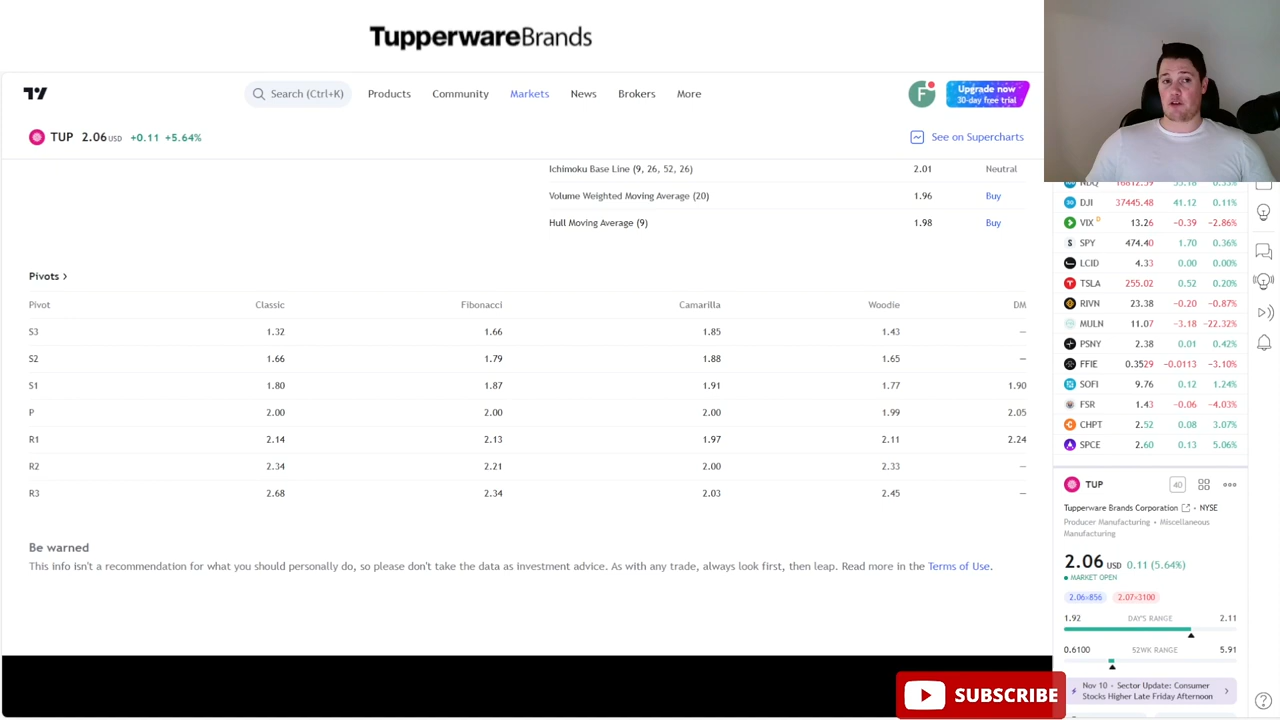 TupperwareBrands
Search (Ctrl+K) Products Community Markets News Brokers More
F
Upgrade now
30-day free trial
TUP 2.06 USD +0.11 +5.64% See on Supercharts
Ichimoku Base Line (9, 26, 52, 26) 2.01 Neutral
Volume Weighted Moving Average (20) 1.96 Buy
Hull Moving Average (9) 1.98 Buy
Pivots >
Pivot Classic Fibonacci Camarilla Woodie DM
S3 1.32 1.66 1.85 1.43 —
S2 1.66 1.79 1.88 1.65 —
S1 1.80 1.87 1.91 1.77 1.90
P 2.00 2.00 2.00 1.99 2.05
R1 2.14 2.13 1.97 2.11 2.24
R2 2.34 2.21 2.00 2.33 —
R3 2.68 2.34 2.03 2.45 —
Be warned
This info isn't a recommendation for what you should personally do, so please don't take the data as investment advice. As with any trade, always look first, then leap. Read more in the Terms of Use.
NDQ 16812.59 55.18 0.33%
DJI 37445.48 41.12 0.11%
VIX D 13.26 −0.39 −2.86%
SPY 474.40 1.70 0.36%
LCID 4.33 0.00 0.00%
TSLA 255.02 0.52 0.20%
RIVN 23.38 −0.20 −0.87%
MULN 11.07 −3.18 −22.32%
PSNY 2.38 0.01 0.42%
FFIE 0.3529 −0.0113 −3.10%
SOFI 9.76 0.12 1.24%
FSR 1.43 −0.06 −4.03%
CHPT 2.52 0.08 3.07%
SPCE 2.60 0.13 5.06%
TUP
Tupperware Brands Corporation • NYSE
Producer Manufacturing • Miscellaneous
Manufacturing
2.06 USD 0.11 (5.64%)
MARKET OPEN
2.06×856 2.07×3100
1.92 DAY'S RANGE 2.11
0.6100 52WK RANGE 5.91
Nov 10 • Sector Update: Consumer
Stocks Higher Late Friday Afternoon
SUBSCRIBE